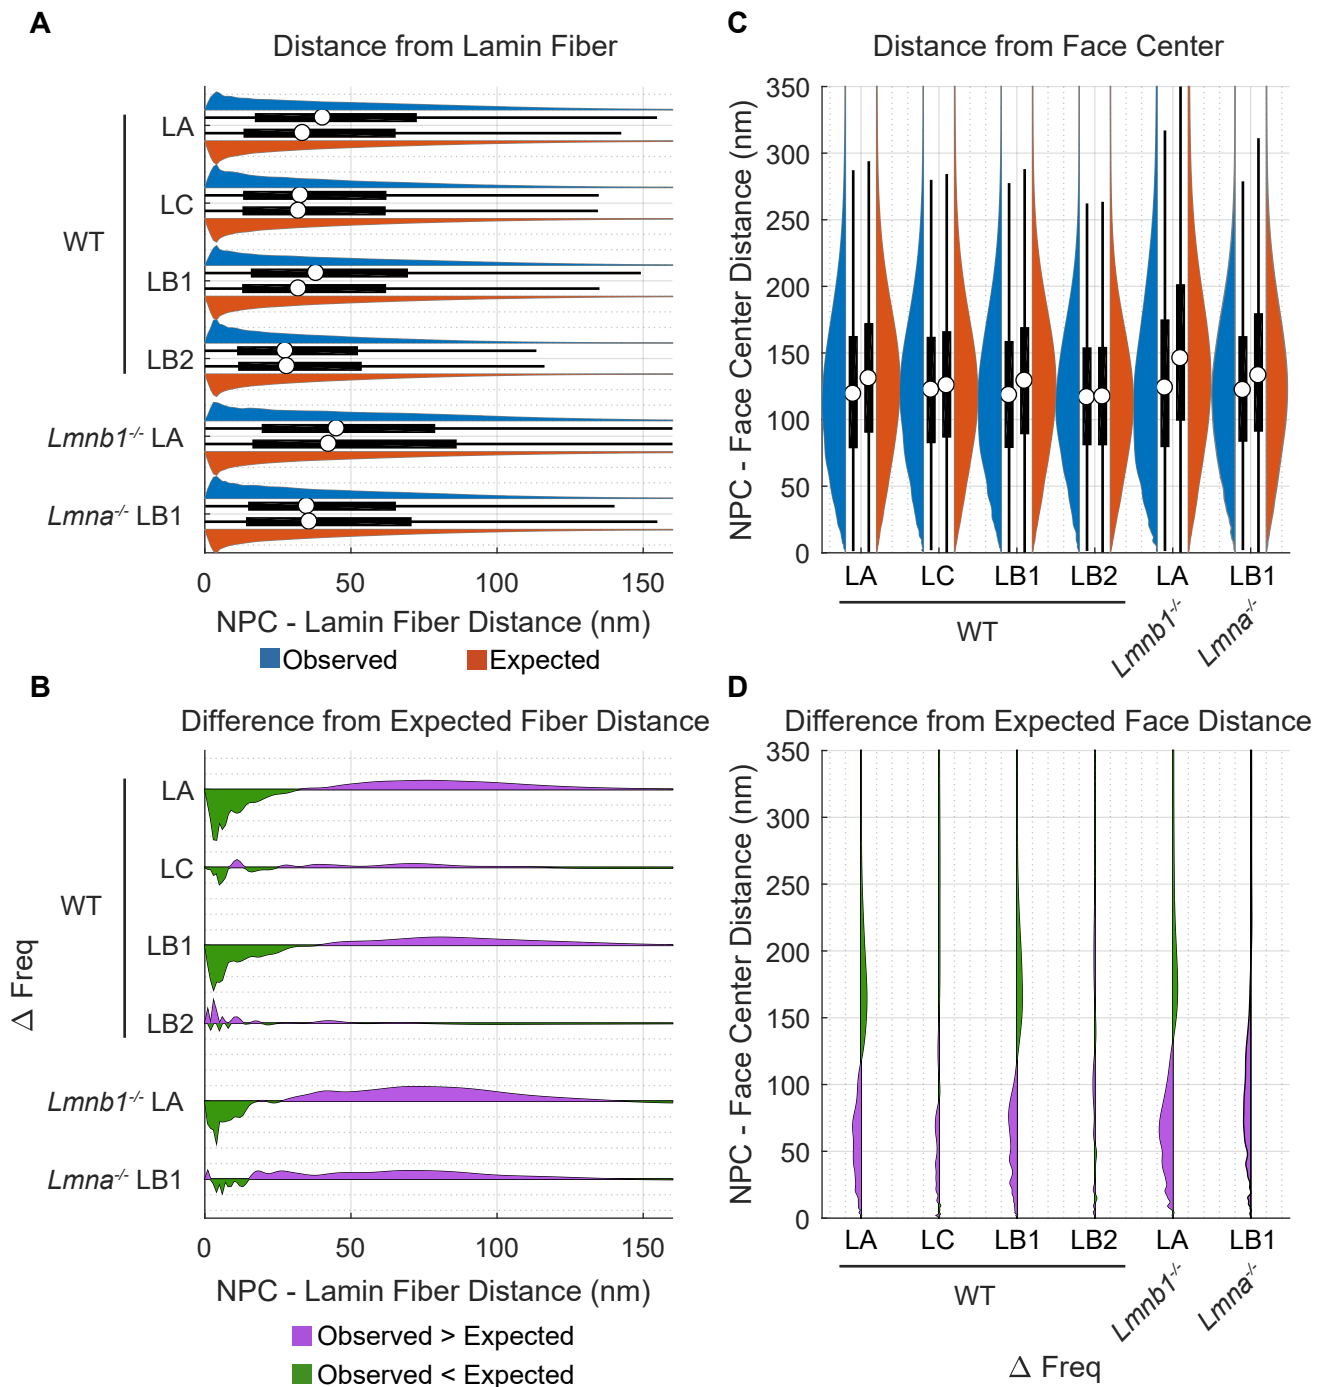 A
Distance from Lamin Fiber
WT
LA
LC
LB1
LB2
Lmnb1-/- LA
Lmna-/- LB1
0 50 100 150
NPC - Lamin Fiber Distance (nm)
Observed Expected
C
Distance from Face Center
NPC - Face Center Distance (nm)
350
300
250
200
150
100
50
0
LA LC LB1 LB2 LA LB1
WT Lmnb1-/- Lmna-/-
B
Difference from Expected Fiber Distance
Δ Freq
WT
LA
LC
LB1
LB2
Lmnb1-/- LA
Lmna-/- LB1
0 50 100 150
NPC - Lamin Fiber Distance (nm)
Observed > Expected
Observed < Expected
D
Difference from Expected Face Distance
NPC - Face Center Distance (nm)
350
300
250
200
150
100
50
0
LA LC LB1 LB2 LA LB1
WT Lmnb1-/- Lmna-/-
Δ Freq